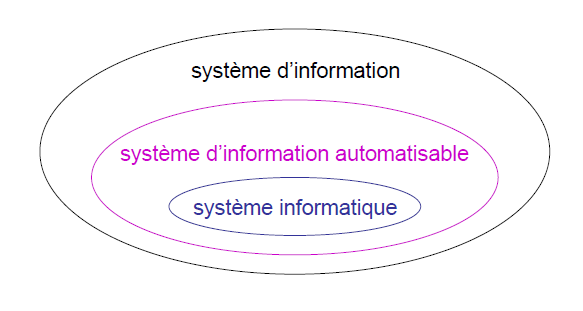 système d’information
système d’information automatisable
système informatique